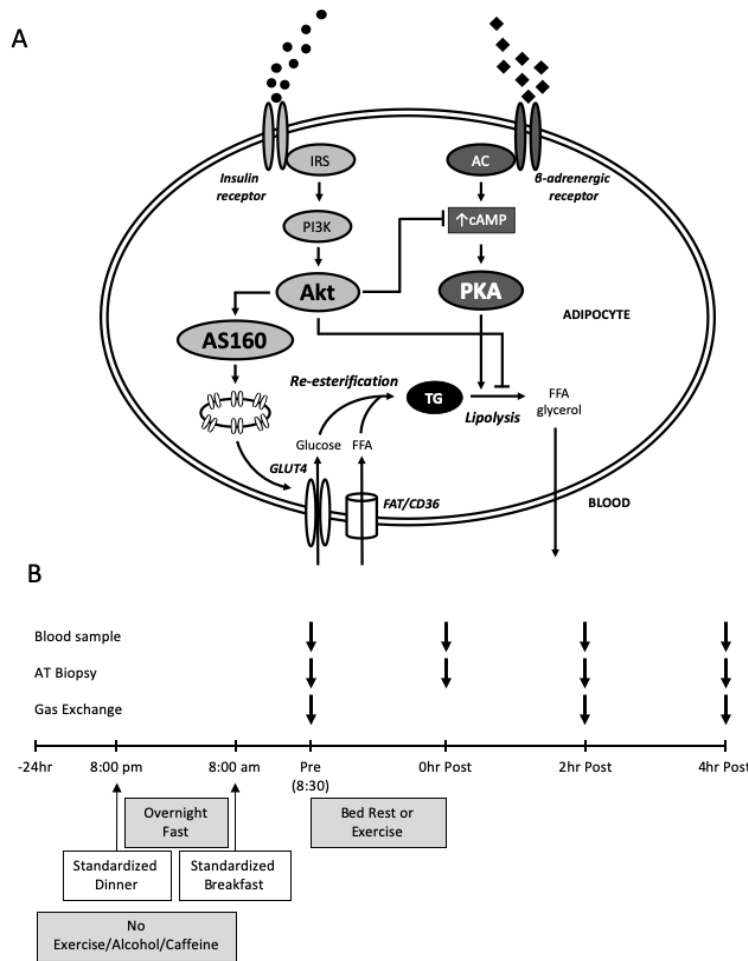 A
IRS
AC
Insulin
receptor
β-adrenergic
receptor
PI3K
↑cAMP
Akt
PKA
ADIPOCYTE
AS160
Re-esterification
TG
FFA
glycerol
Lipolysis
Glucose
FFA
GLUT4
FAT/CD36
BLOOD
B
Blood sample
AT Biopsy
Gas Exchange
-24hr
8:00 pm
8:00 am
Pre
(8:30)
0hr Post
2hr Post
4hr Post
Overnight
Fast
Bed Rest or
Exercise
Standardized
Dinner
Standardized
Breakfast
No
Exercise/Alcohol/Caffeine